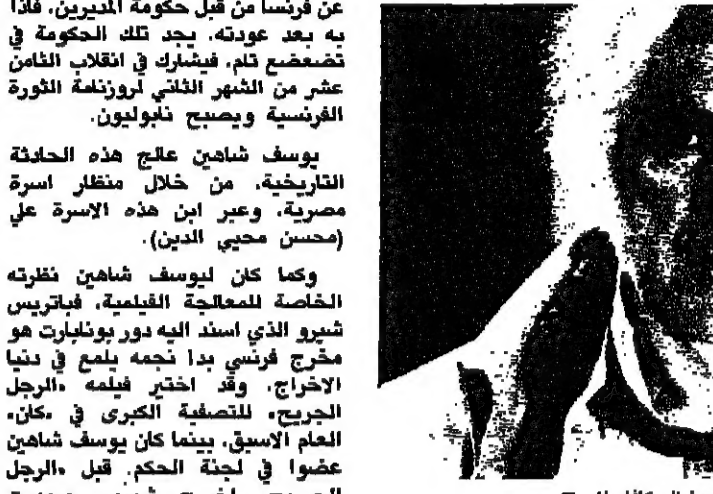 عن فرنسا من قبل حكومة المديرين، فاذا
به بعد عودته، يجد تلك الحكومة في
تضعضع تام، فيشارك في انقلاب الثامن
عشر من الشهر الثاني لروزنامة الثورة
الفرنسية ويصبح نابوليون.
يوسف شاهين عالج هذه الحادثة
التاريخية، من خلال منظار اسرة
مصرية، وعبر ابن هذه الاسرة علي
(محسن محيي الدين).
وكما كان ليوسف شاهين نظرته
الخاصة للمعالجة الفيلمية، فباتريس
شيرو الذي اسند اليه دور بونابارت هو
مخرج فرنسي بدا نجمه يلمع في دنيا
الاخراج. وقد اختير فيلمه «الرجل
الجريح» للتصفية الكبرى في «كان»
العام الاسبق، بينما كان يوسف شاهين
عضوا في لجنة الحكم. قبل «الرجل